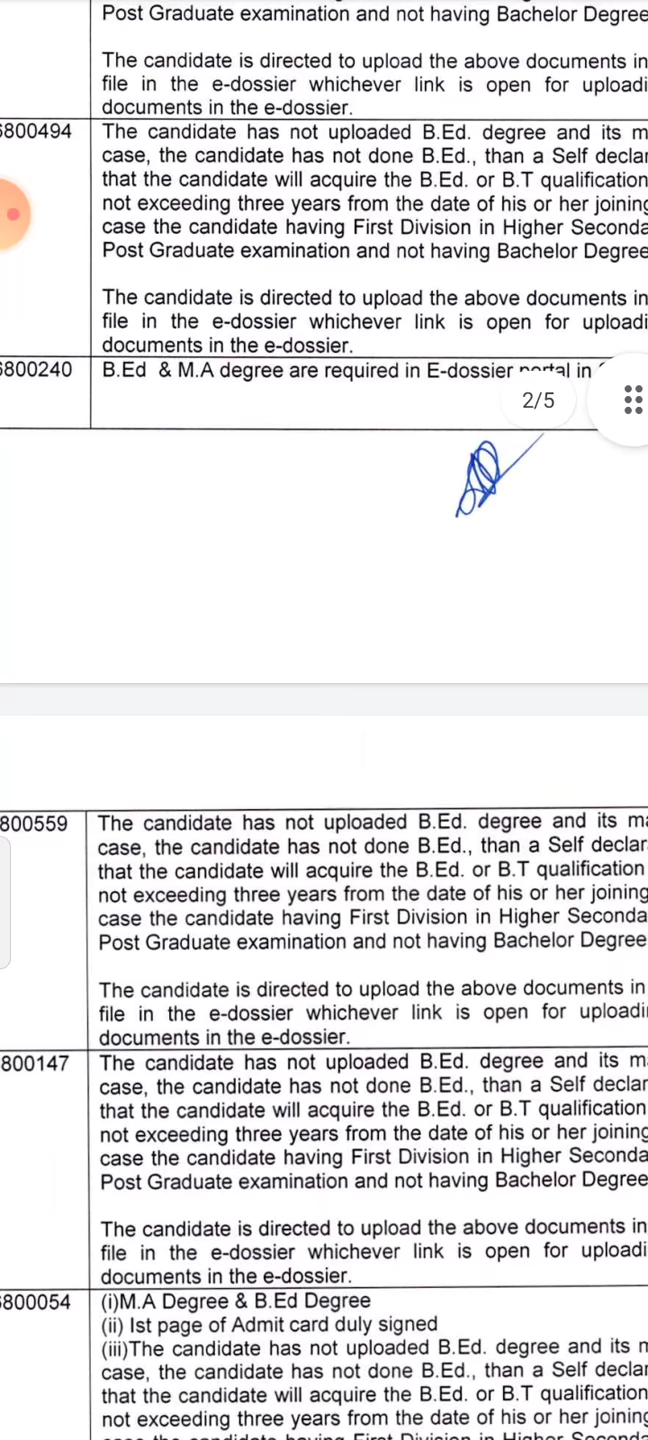 Post Graduate examination and not having Bachelor Degree
The candidate is directed to upload the above documents in
file in the e-dossier whichever link is open for uploadi
documents in the e-dossier.
6800494 The candidate has not uploaded B.Ed. degree and its m
case, the candidate has not done B.Ed., than a Self declar
that the candidate will acquire the B.Ed. or B.T qualification
not exceeding three years from the date of his or her joining
case the candidate having First Division in Higher Seconda
Post Graduate examination and not having Bachelor Degree
The candidate is directed to upload the above documents in
file in the e-dossier whichever link is open for uploadi
documents in the e-dossier.
6800240 B.Ed & M.A degree are required in E-dossier portal in
2/5
800559 The candidate has not uploaded B.Ed. degree and its ma
case, the candidate has not done B.Ed., than a Self declar
that the candidate will acquire the B.Ed. or B.T qualification
not exceeding three years from the date of his or her joining
case the candidate having First Division in Higher Seconda
Post Graduate examination and not having Bachelor Degree
The candidate is directed to upload the above documents in
file in the e-dossier whichever link is open for uploadi
documents in the e-dossier.
800147 The candidate has not uploaded B.Ed. degree and its m
case, the candidate has not done B.Ed., than a Self declar
that the candidate will acquire the B.Ed. or B.T qualification
not exceeding three years from the date of his or her joining
case the candidate having First Division in Higher Seconda
Post Graduate examination and not having Bachelor Degree
The candidate is directed to upload the above documents in
file in the e-dossier whichever link is open for uploadi
documents in the e-dossier.
6800054 (i)M.A Degree & B.Ed Degree
(ii) Ist page of Admit card duly signed
(iii)The candidate has not uploaded B.Ed. degree and its m
case, the candidate has not done B.Ed., than a Self declar
that the candidate will acquire the B.Ed. or B.T qualification
not exceeding three years from the date of his or her joining
case the candidate having First Division in Higher Seconda